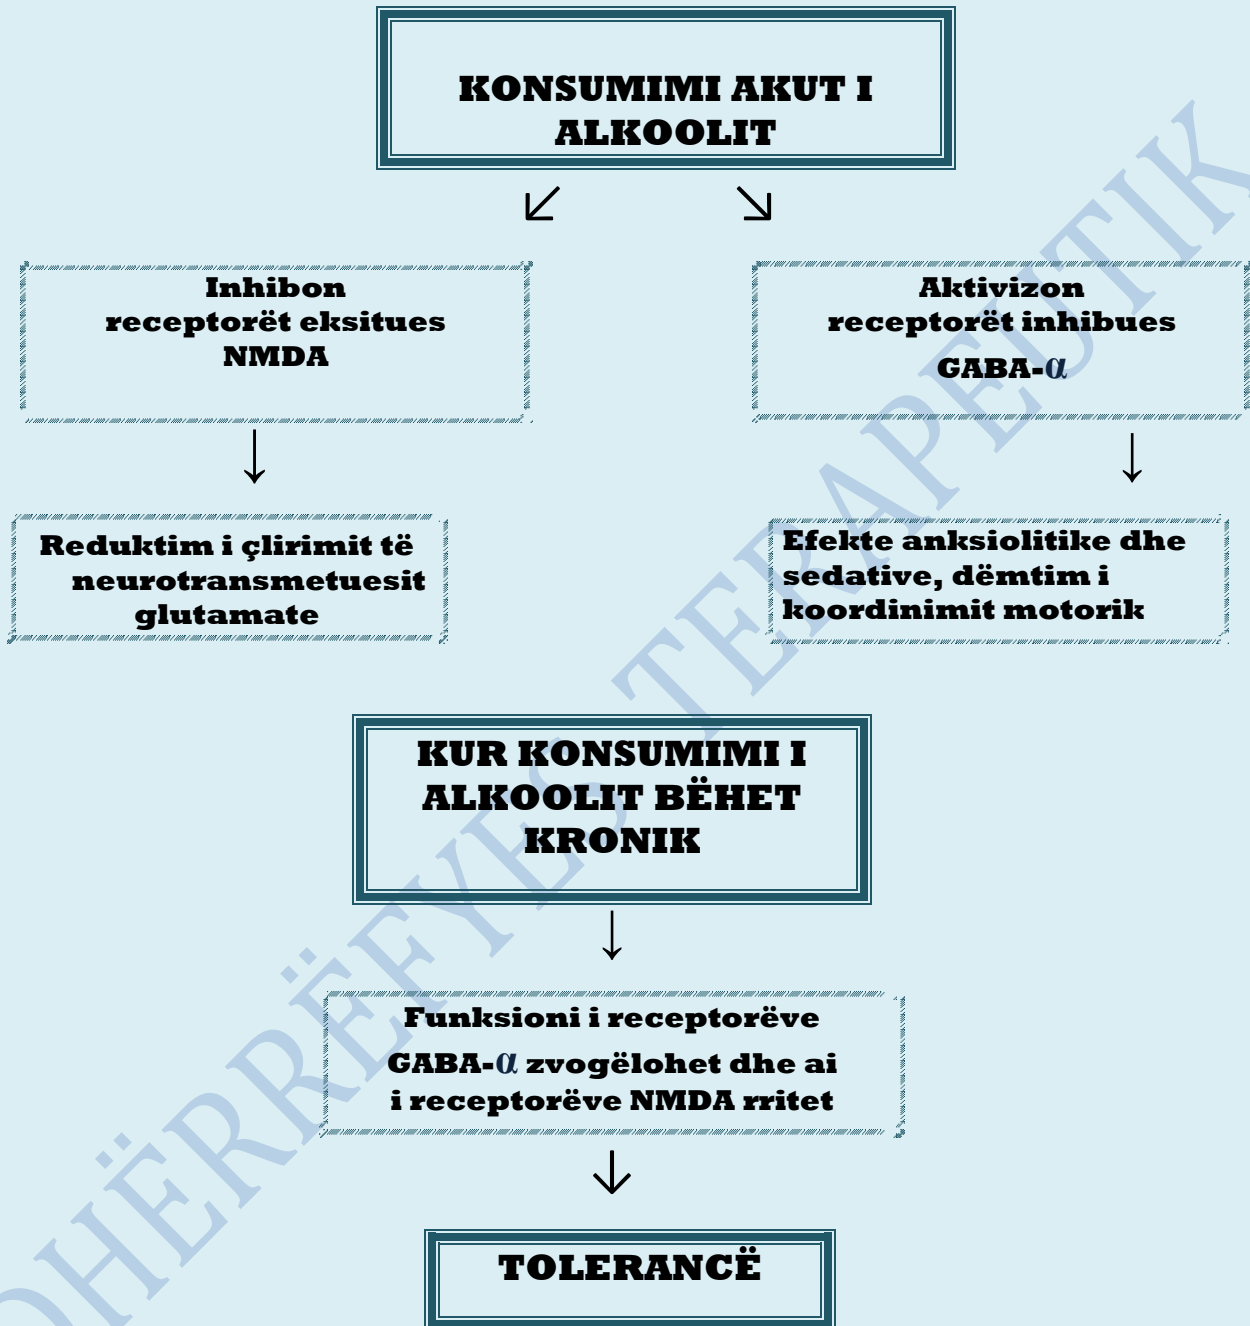 KONSUMIMI AKUT I
ALKOOLIT
Inhibon
receptorët eksitues
NMDA
Aktivizon
receptorët inhibues
GABA-α
Reduktim i çlirimit të
neurotransmetuesit
glutamate
Efekte anksiolitike dhe
sedative, dëmtim i
koordinimit motorik
KUR KONSUMIMI I
ALKOOLIT BËHET
KRONIK
Funksioni i receptorëve
GABA-α zvogëlohet dhe ai
i receptorëve NMDA rritet
TOLERANCË
TERAPEUTIK